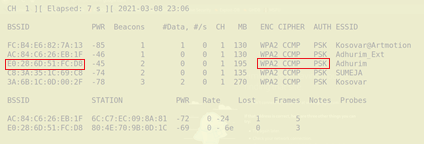 CH 1 ][ Elapsed: 7 s ][ 2021-03-08 23:06
BSSID PWR Beacons #Data, #/s CH MB ENC CIPHER AUTH ESSID
FC:B4:E6:82:7A:13 -85 1 1 0 1 130 WPA2 CCMP PSK Kosovar@Artmotion
AC:84:C6:26:EB:1F -46 1 0 0 1 130 WPA2 CCMP PSK Adhurim_Ext
E0:28:6D:51:FC:D8 -45 2 0 0 1 195 WPA2 CCMP PSK Adhurim
C8:3A:35:1C:69:C8 -74 2 0 0 1 135 WPA2 CCMP PSK SUMEJA
3A:6B:1C:0D:00:2F -78 3 2 0 1 270 WPA2 CCMP PSK Kosovar
BSSID STATION PWR Rate Lost Frames Notes Probes
AC:84:C6:26:EB:1F 6C:C7:EC:09:8A:81 -72 0 -24 1 5
E0:28:6D:51:FC:D8 80:4E:70:9B:0D:1C -69 0 - 6e 0 3